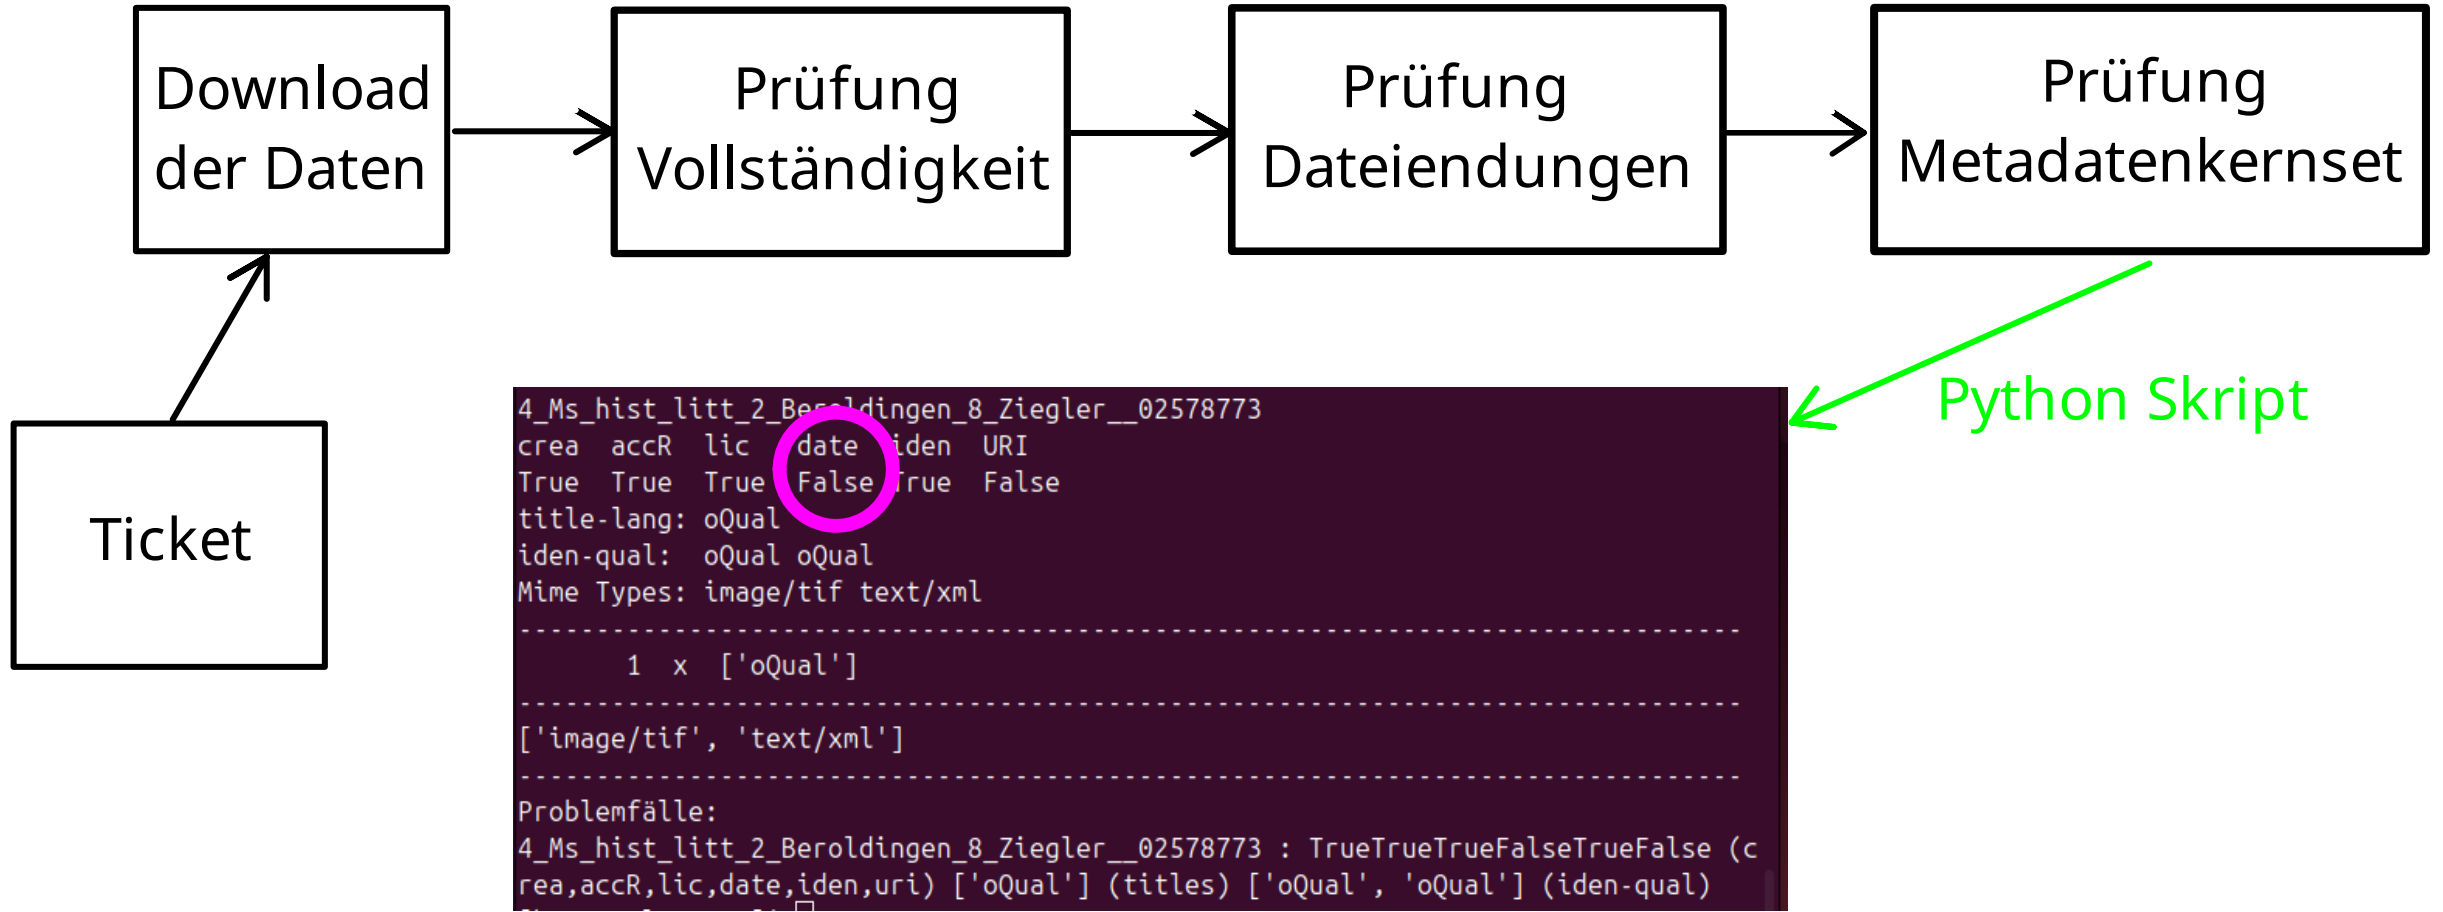 Download
der Daten
Prüfung
Vollständigkeit
Prüfung
Dateiendungen
Prüfung
Metadatenkernset
Ticket
Python Skript
4_Ms_hist_litt_2_Beroldingen_8_Ziegler__02578773
crea accR lic date iden URI
True True True False True False
title-lang: oQual
iden-qual: oQual oQual
Mime Types: image/tif text/xml
-------------------------------------------------------------------------------
1 x ['oQual']
-------------------------------------------------------------------------------
['image/tif', 'text/xml']
-------------------------------------------------------------------------------
Problemfälle:
4_Ms_hist_litt_2_Beroldingen_8_Ziegler__02578773 : TrueTrueTrueFalseTrueFalse (c
rea,accR,lic,date,iden,uri) ['oQual'] (titles) ['oQual', 'oQual'] (iden-qual)